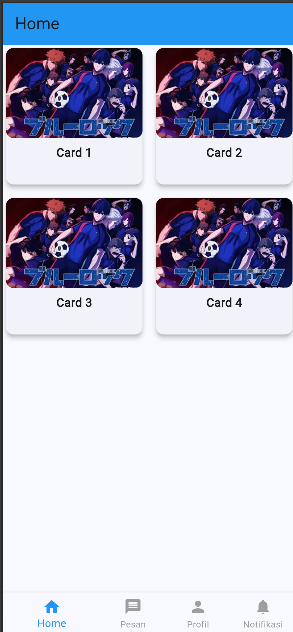 Home
ブルーロック
ブルーロック
Card 1
Card 2
ブルーロック
ブルーロック
Card 3
Card 4
Home
Pesan
Profil
Notifikasi